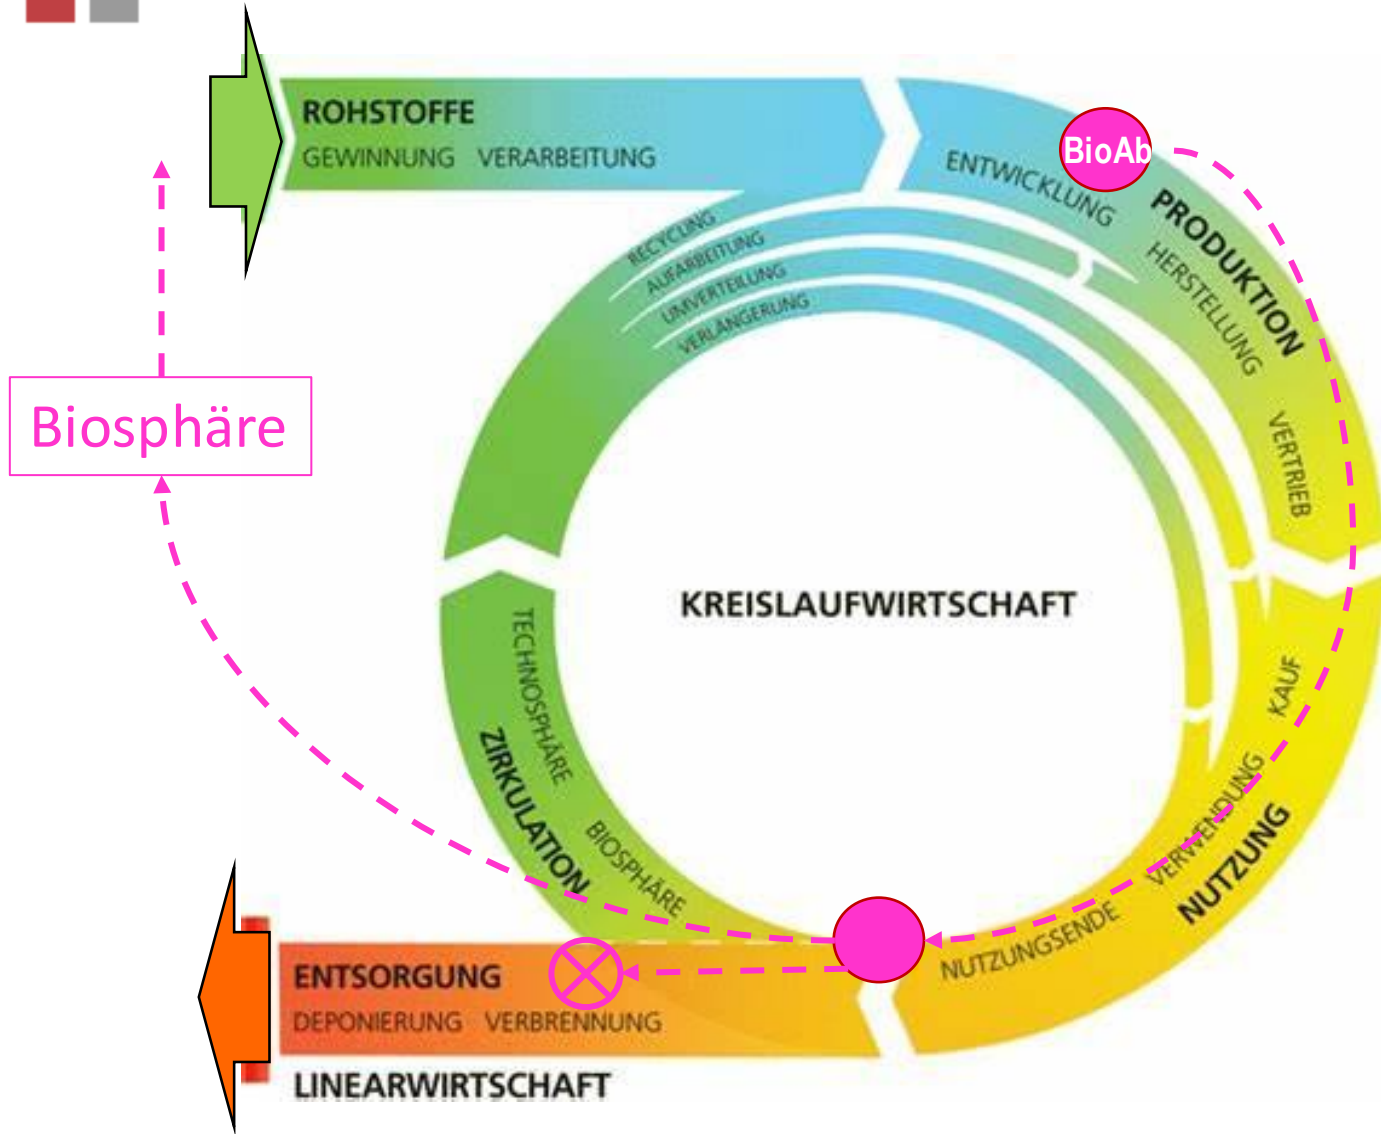 ROHSTOFFE
GEWINNUNG VERARBEITUNG
ENTWICKLUNG
BioAb
PRODUKTION
HERSTELLUNG
VERTRIEB
RECYCLING
AUFARBEITUNG
UMVERTEILUNG
VERLÄNGERUNG
Biosphäre
KREISLAUFWIRTSCHAFT
KAUF
VERWENDUNG
NUTZUNG
NUTZUNGSENDE
TECHNOSPHÄRE
ZIRKULATION
BIOSPHÄRE
ENTSORGUNG
DEPONIERUNG VERBRENNUNG
LINEARWIRTSCHAFT